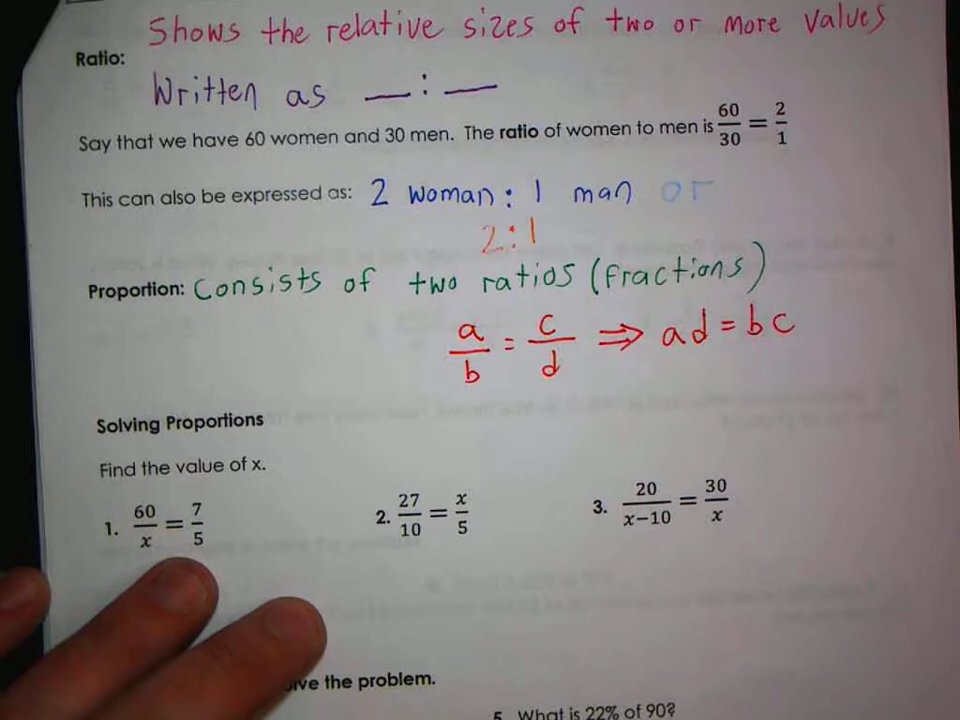 Shows the relative sizes of two or more values
Ratio:
Written as __ : __
Say that we have 60 women and 30 men. The ratio of women to men is 60/30 = 2/1
This can also be expressed as: 2 woman : 1 man or
2:1
Proportion: Consists of two ratios (fractions)
a/b = c/d ⇒ ad = bc
Solving Proportions
Find the value of x.
1. 60/x = 7/5 2. 27/10 = x/5 3. 20/(x−10) = 30/x
the problem.
5. What is 22% of 90?